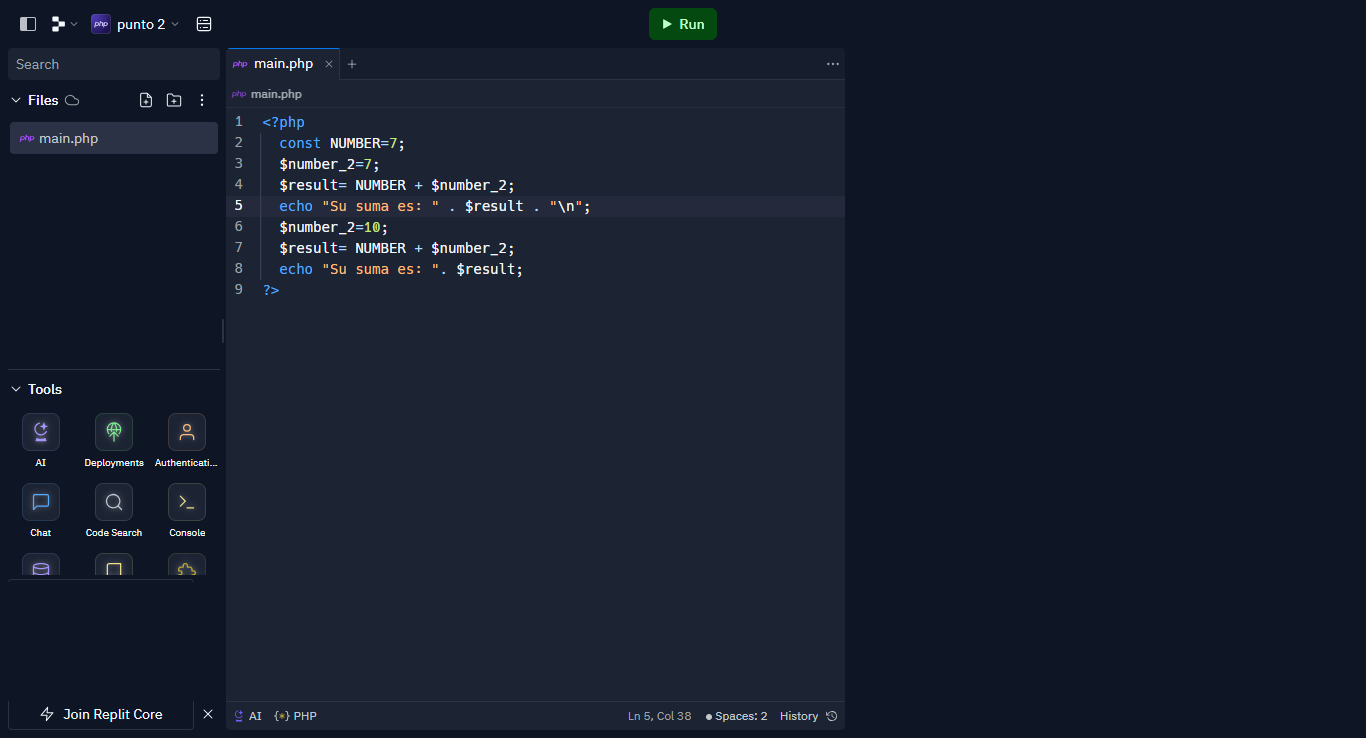 php punto 2
Run
Search
php main.php
Files
php main.php
php main.php
1 <?php
2 const NUMBER=7;
3 $number_2=7;
4 $result= NUMBER + $number_2;
5 echo "Su suma es: " . $result . "\n";
6 $number_2=10;
7 $result= NUMBER + $number_2;
8 echo "Su suma es: ". $result;
9 ?>
Tools
AI Deployments Authenticati...
Chat Code Search Console
Join Replit Core
AI {*} PHP Ln 5, Col 38 Spaces: 2 History